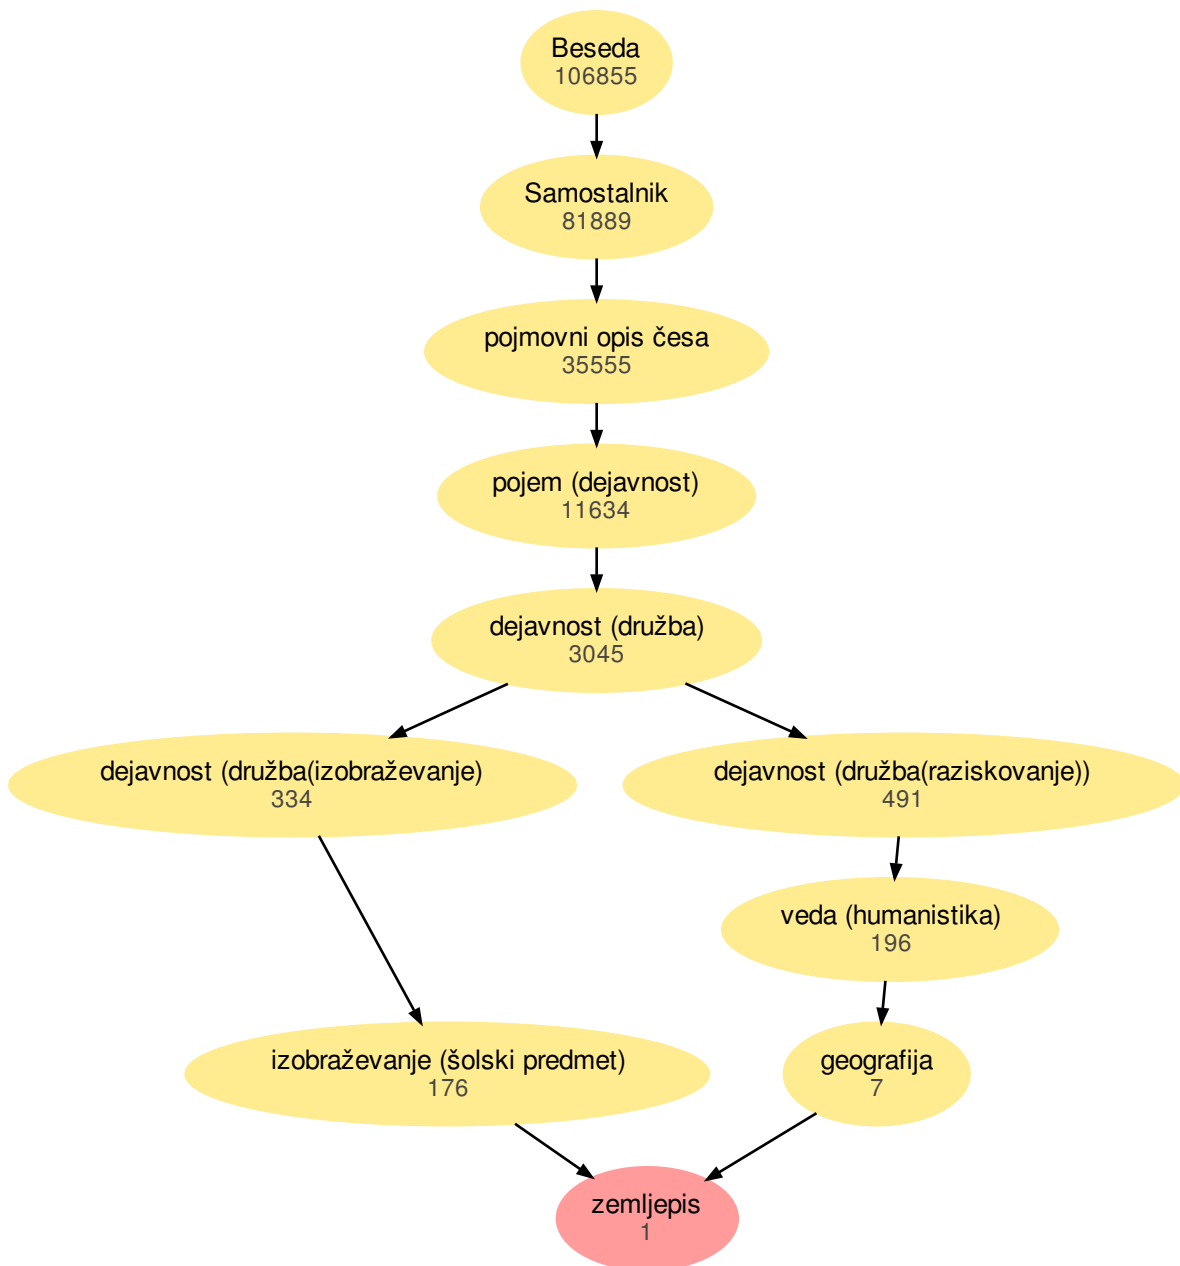 Beseda
106855
Samostalnik
81889
pojmovni opis česa
35555
pojem (dejavnost)
11634
dejavnost (družba)
3045
dejavnost (družba(izobraževanje)
334
dejavnost (družba(raziskovanje))
491
veda (humanistika)
196
izobraževanje (šolski predmet)
176
geografija
7
zemljepis
1